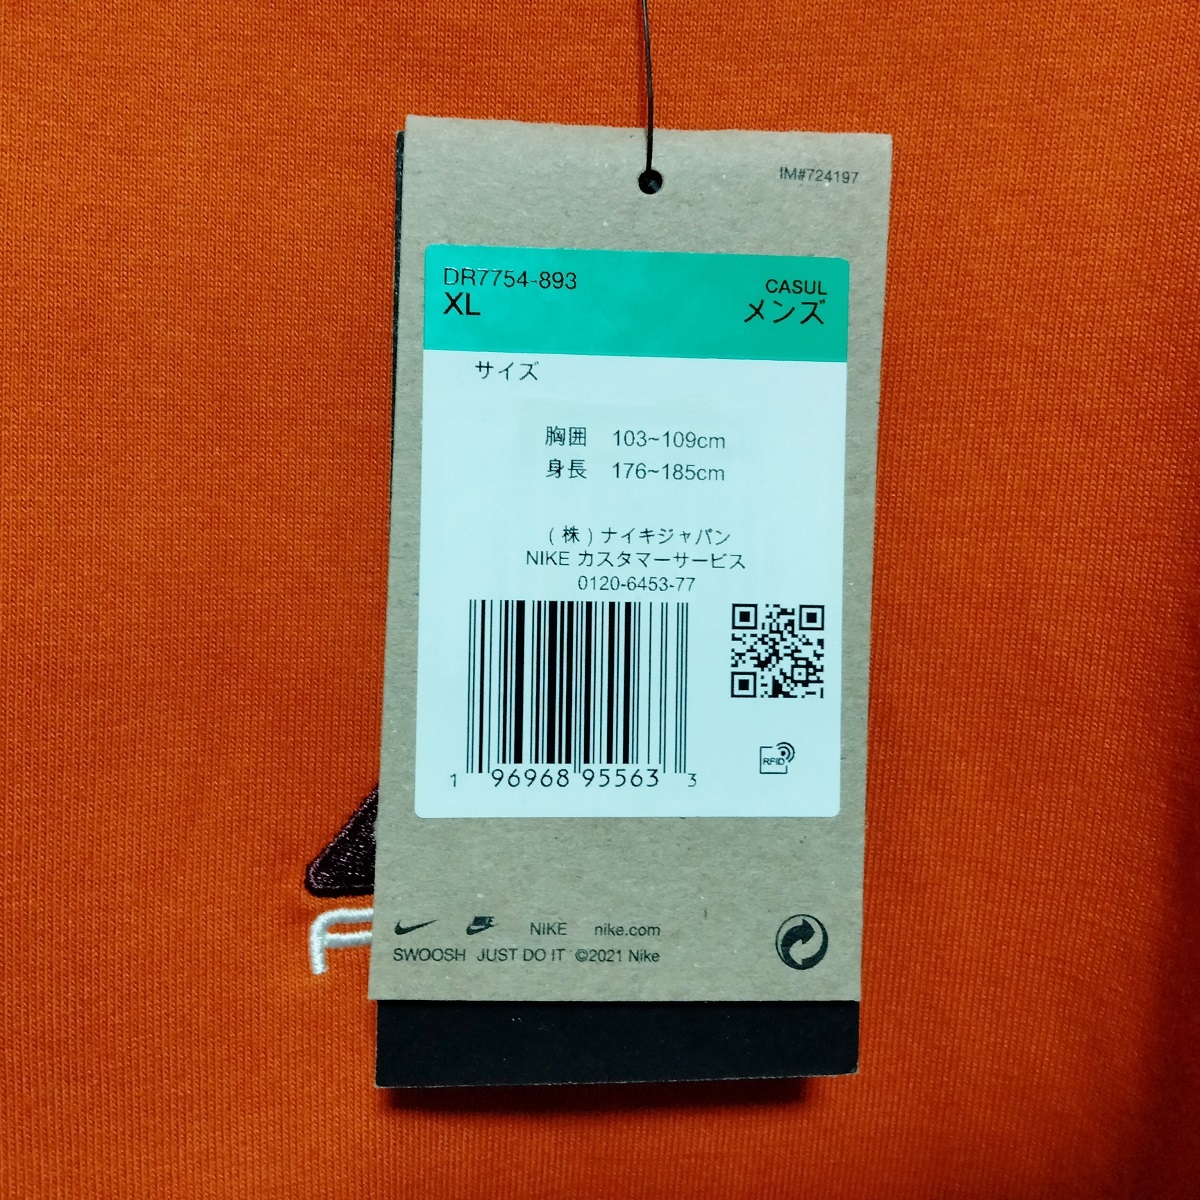 IM#724197
DR7754-893
XL
CASUL
メンズ
サイズ
胸囲 103~109cm
身長 176~185cm
(株)ナイキジャパン
NIKE カスタマーサービス
0120-6453-77
1 96968 95563 3
RFID
NIKE nike.com
SWOOSH JUST DO IT ©2021 Nike